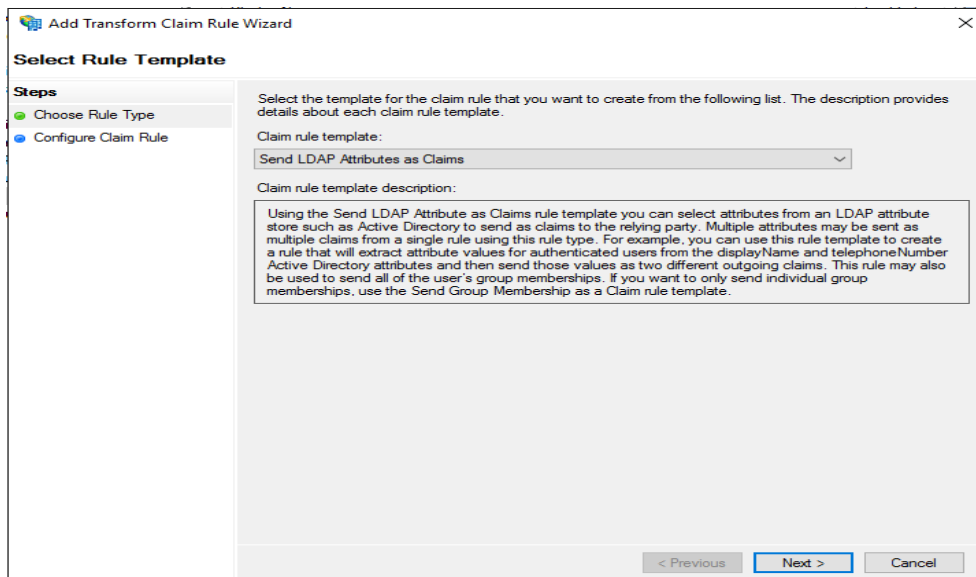 Add Transform Claim Rule Wizard
Select Rule Template
Steps
Choose Rule Type
Configure Claim Rule
Select the template for the claim rule that you want to create from the following list. The description provides
details about each claim rule template.
Claim rule template:
Send LDAP Attributes as Claims
Claim rule template description:
Using the Send LDAP Attribute as Claims rule template you can select attributes from an LDAP attribute
store such as Active Directory to send as claims to the relying party. Multiple attributes may be sent as
multiple claims from a single rule using this rule type. For example, you can use this rule template to create
a rule that will extract attribute values for authenticated users from the displayName and telephoneNumber
Active Directory attributes and then send those values as two different outgoing claims. This rule may also
be used to send all of the user's group memberships. If you want to only send individual group
memberships, use the Send Group Membership as a Claim rule template.
< Previous
Next >
Cancel